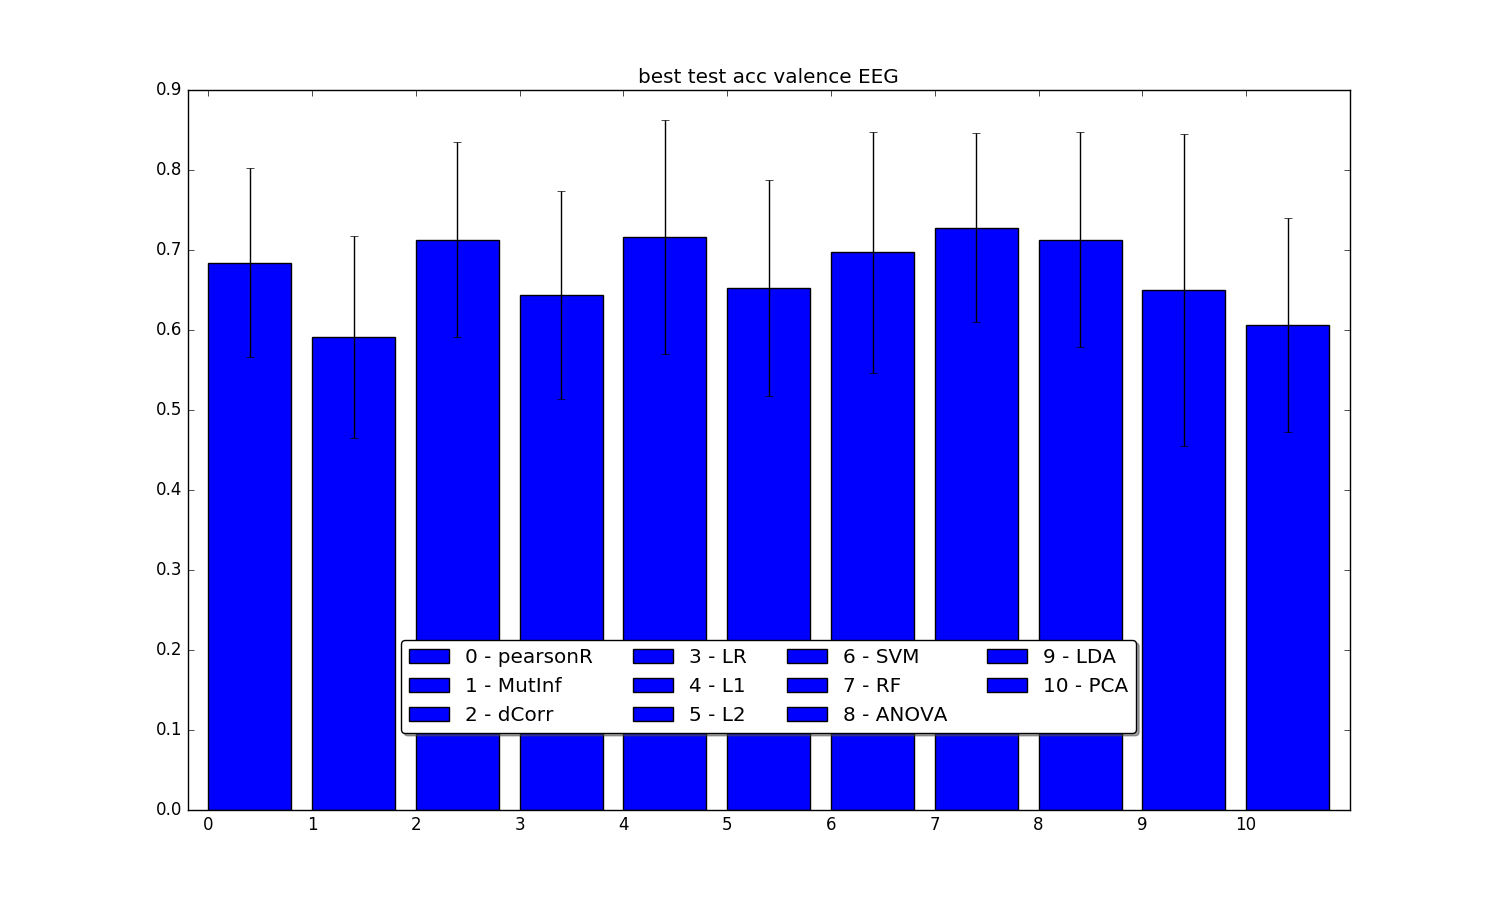 best test acc valence EEG
0.9
0.8
0.7
0.6
0.5
0.4
0.3
0.2
0.1
0.0
0 - pearsonR 3 - LR 6 - SVM 9 - LDA
1 - MutInf 4 - L1 7 - RF 10 - PCA
2 - dCorr 5 - L2 8 - ANOVA
0 1 2 3 4 5 6 7 8 9 10